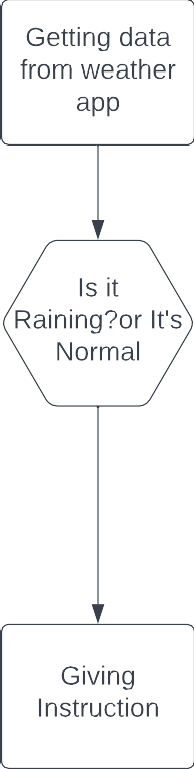 Getting data
from weather
app
Is it
Raining?or It's
Normal
Giving
Instruction